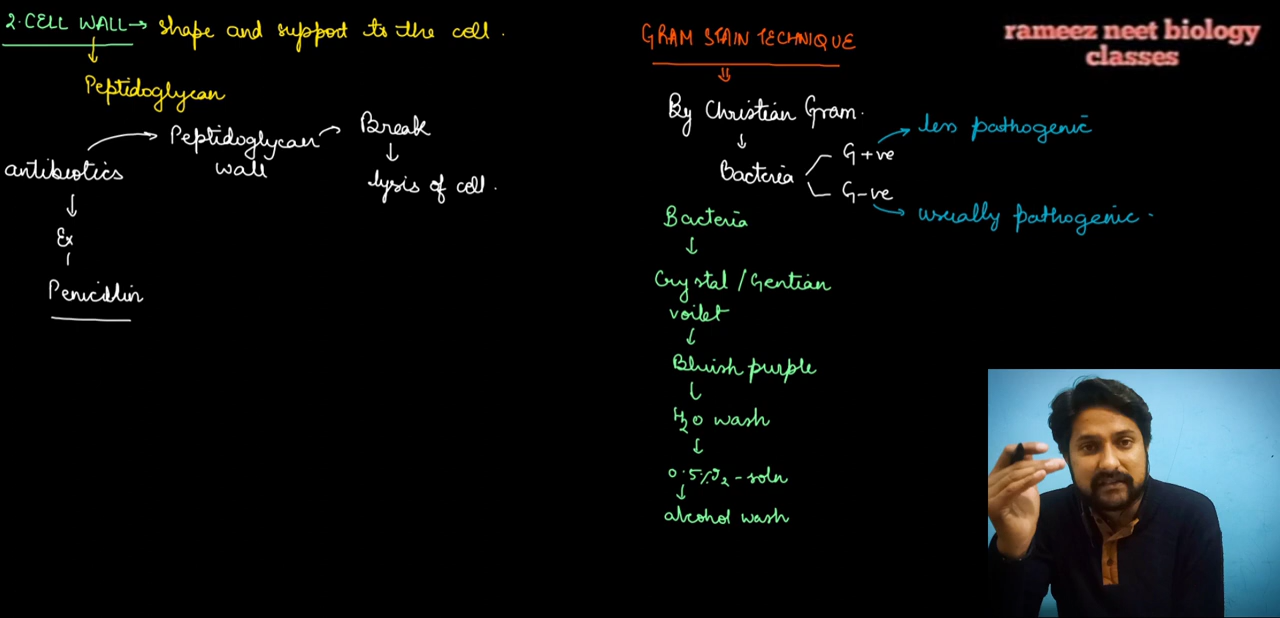 2. CELL WALL → shape and support to the cell.
↓
Peptidoglycan
antibiotics → Peptidoglycan wall → Break
↓
lysis of cell.
↓
Ex
Penicillin
GRAM STAIN TECHNIQUE
⇓
By Christian Gram.
↓
Bacteria
G+ve → less pathogenic
G-ve → usually pathogenic.
Bacteria
↓
Crystal / Gentian
voilet
↓
Bluish purple
↓
H2O wash
↓
0.5% I2 - soln
↓
alcohol wash
rameez neet biology
classes